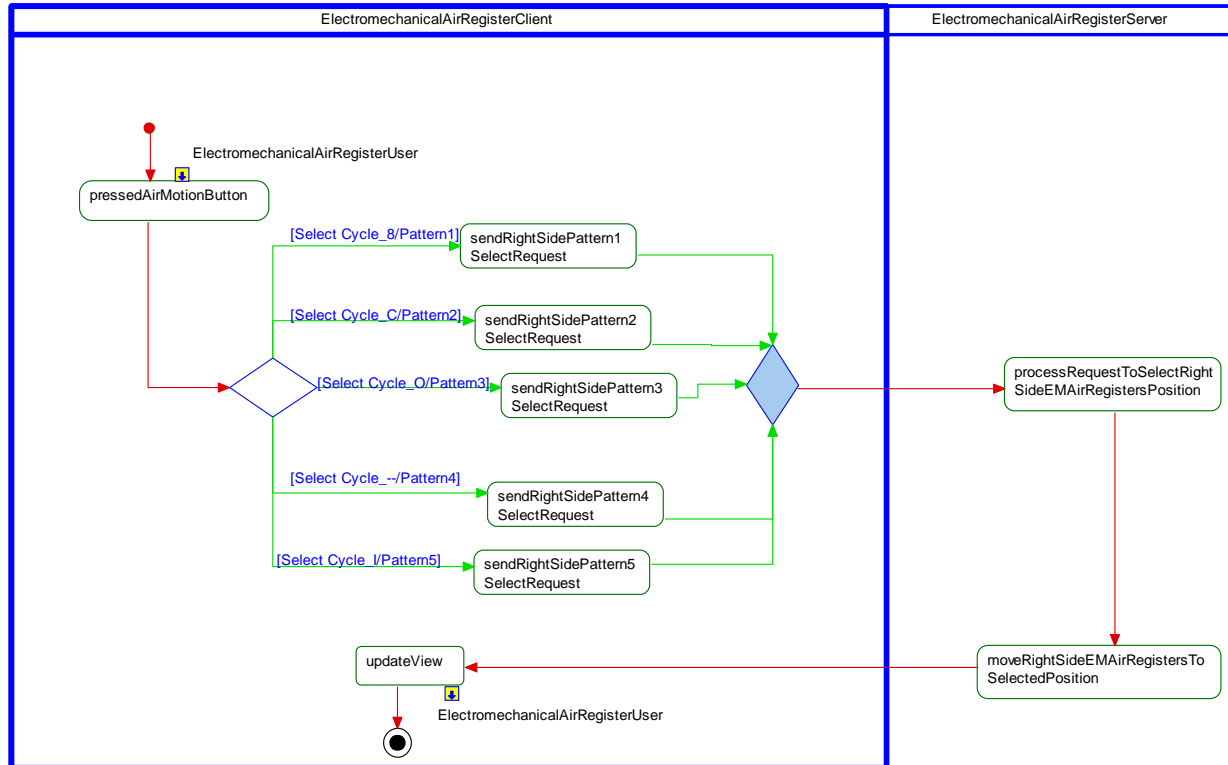 ElectromechanicalAirRegisterClient
ElectromechanicalAirRegisterServer
ElectromechanicalAirRegisterUser
pressedAirMotionButton
[Select Cycle_8/Pattern1]
sendRightSidePattern1
SelectRequest
[Select Cycle_C/Pattern2]
sendRightSidePattern2
SelectRequest
[Select Cycle_O/Pattern3]
sendRightSidePattern3
SelectRequest
processRequestToSelectRight
SideEMAirRegistersPosition
[Select Cycle_--/Pattern4]
sendRightSidePattern4
SelectRequest
[Select Cycle_I/Pattern5]
sendRightSidePattern5
SelectRequest
updateView
moveRightSideEMAirRegistersTo
SelectedPosition
ElectromechanicalAirRegisterUser